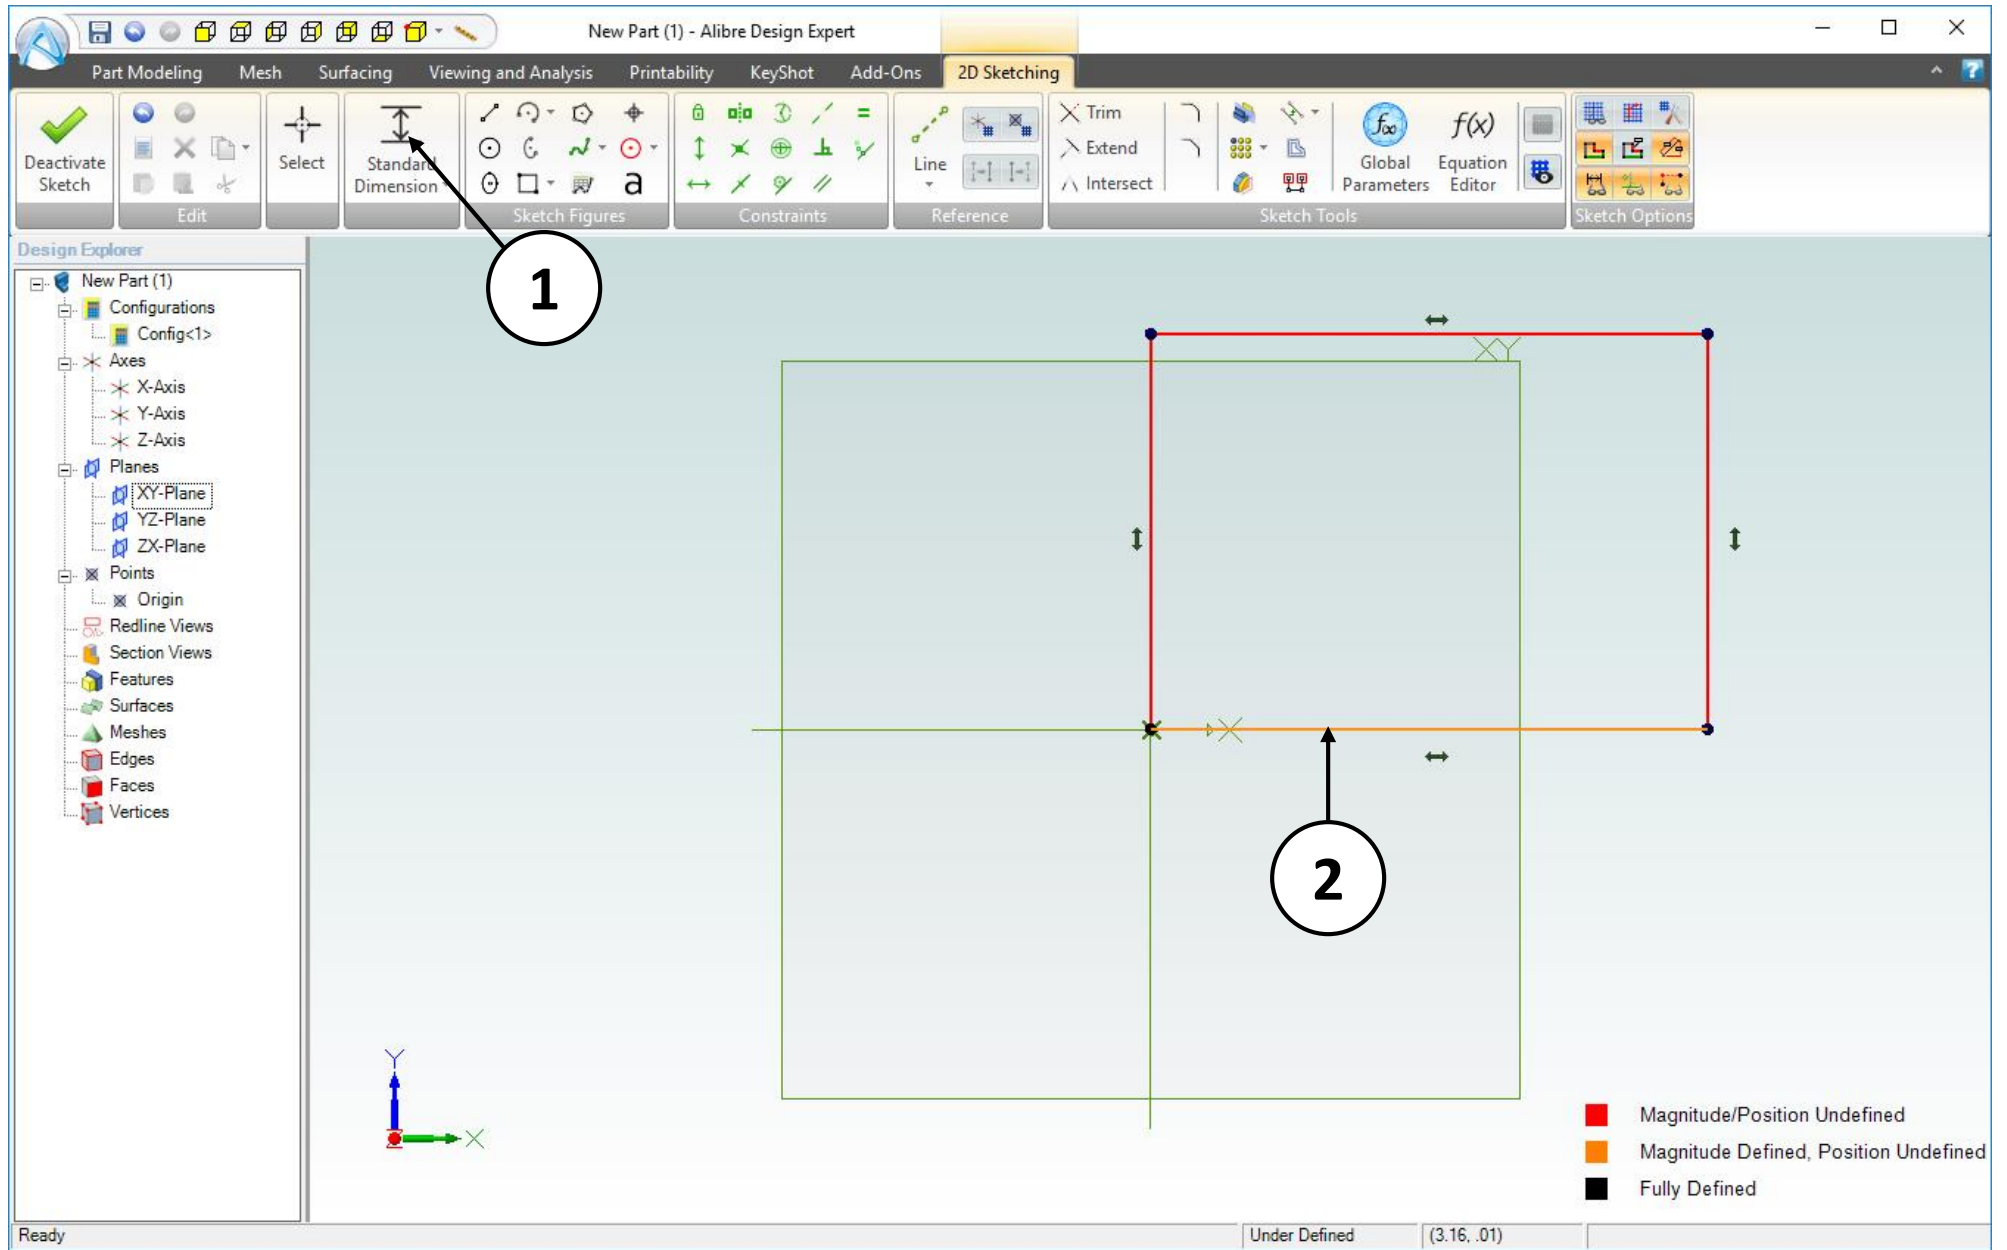 New Part (1) - Alibre Design Expert
Part Modeling Mesh Surfacing Viewing and Analysis Printability KeyShot Add-Ons 2D Sketching
Deactivate Sketch
Edit
Select
Standard Dimension
a
Sketch Figures
Constraints
Line
Reference
Trim
Extend
Intersect
f∞
Global Parameters
f(x)
Equation Editor
Sketch Tools
Sketch Options
Design Explorer
New Part (1)
Configurations
Config<1>
Axes
X-Axis
Y-Axis
Z-Axis
Planes
XY-Plane
YZ-Plane
ZX-Plane
Points
Origin
Redline Views
Section Views
Features
Surfaces
Meshes
Edges
Faces
Vertices
1
XY
X
2
Y
Z
X
Magnitude/Position Undefined
Magnitude Defined, Position Undefined
Fully Defined
Ready
Under Defined
(3.16, .01)